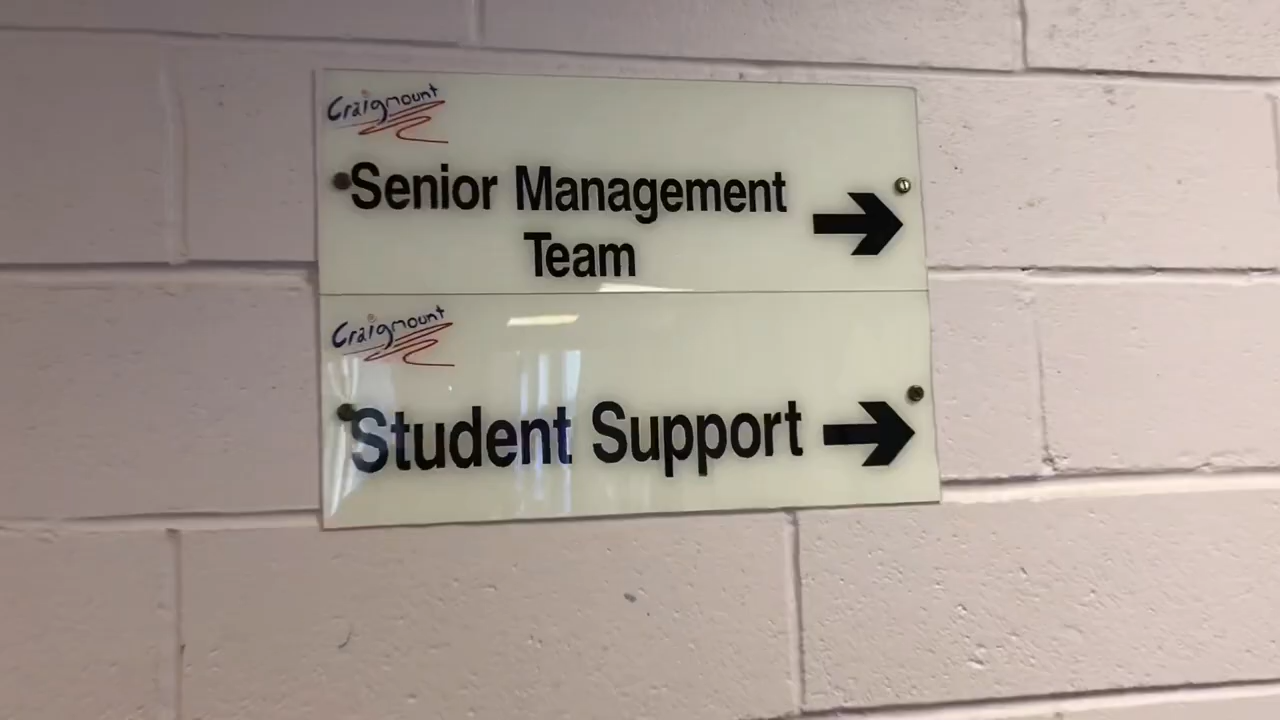 Craigmount
Senior Management
Team
Craigmount
Student Support